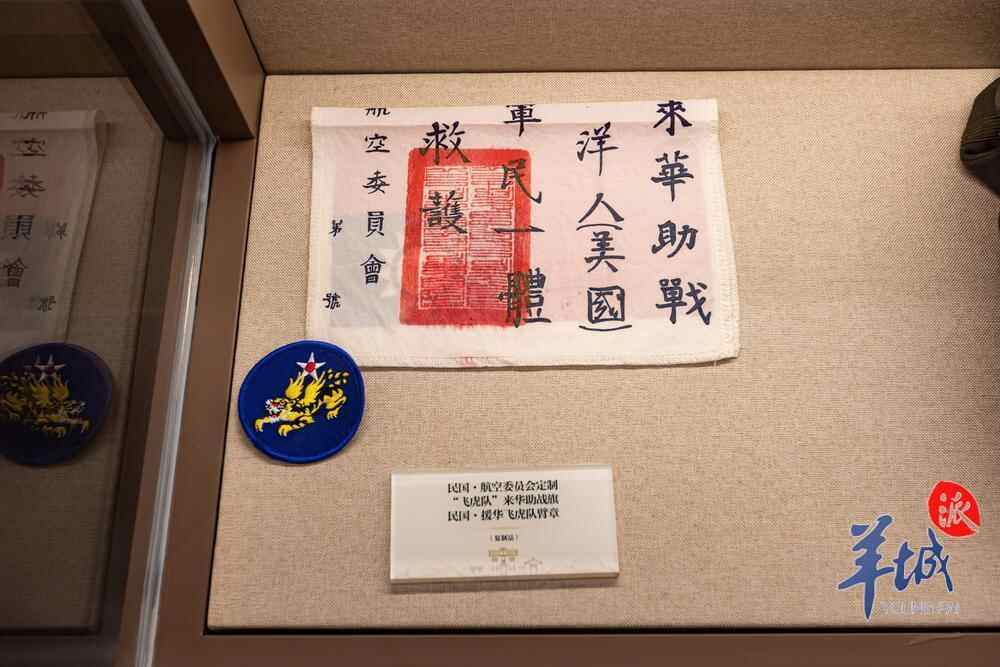 來華助戰
洋人(美國)
軍民一體
救護
航空委員會
第 號
民国·航空委员会定制
“飞虎队”来华助战旗
民国·援华飞虎队臂章
(复制品)
羊城派